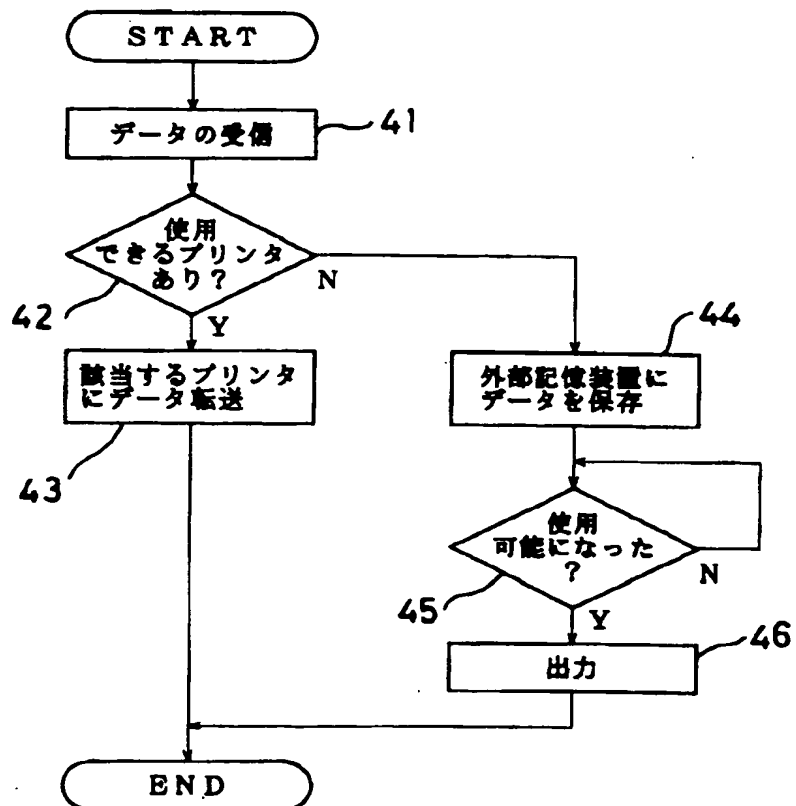 START
データの受信
41
使用
できるプリンタ
あり？
42
N
Y
該当するプリンタ
にデータ転送
43
44
外部記憶装置に
データを保存
使用
可能になった
？
45
N
Y
46
出力
END